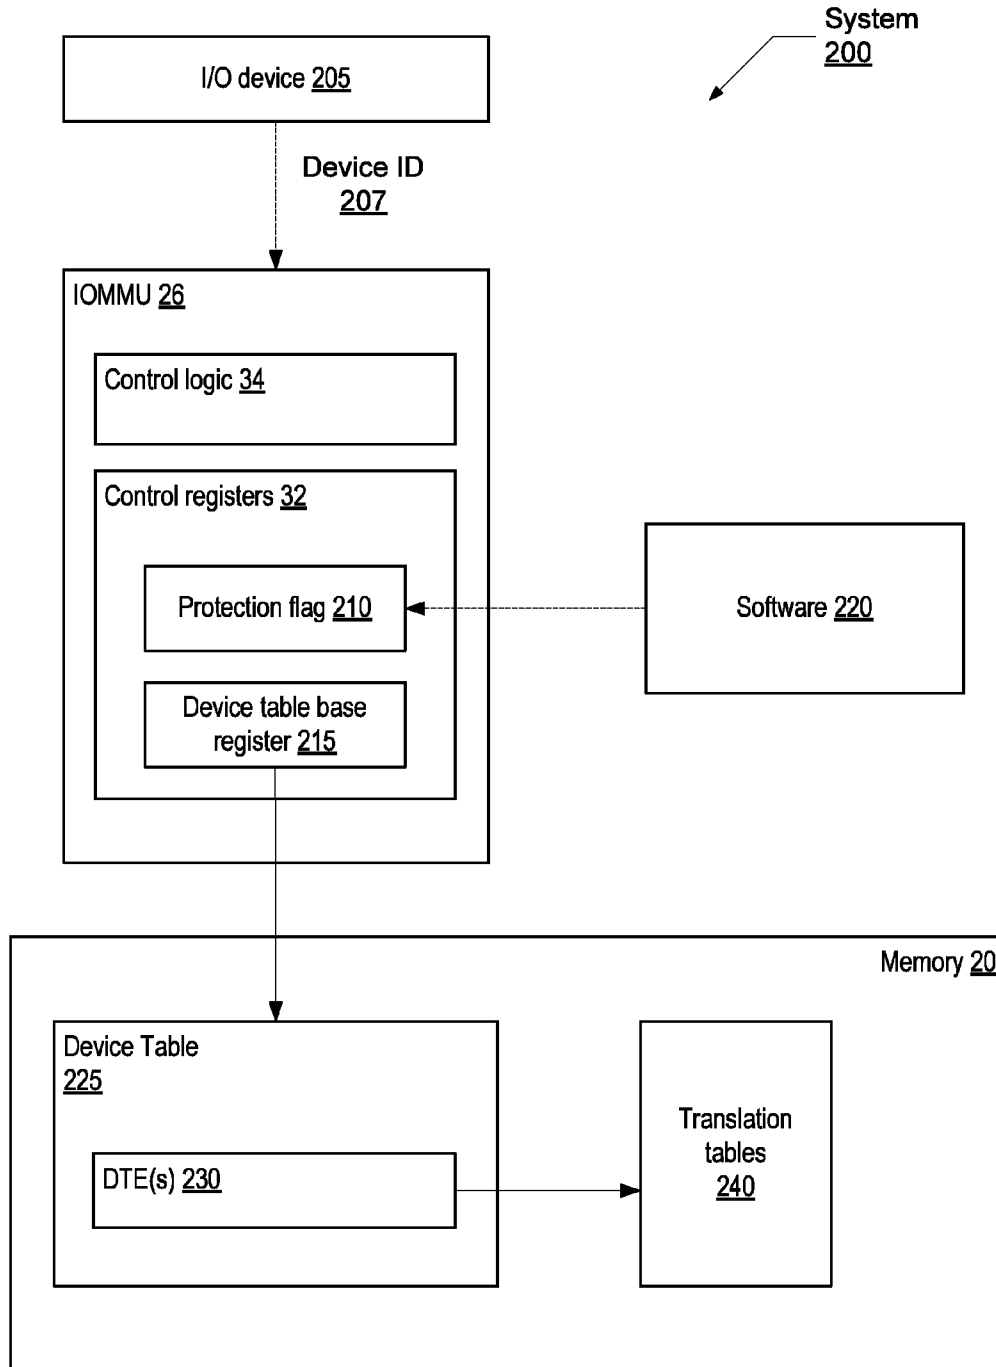 System
200
I/O device 205
Device ID
207
IOMMU 26
Control logic 34
Control registers 32
Protection flag 210
Software 220
Device table base
register 215
Memory 20
Device Table
225
Translation
tables
240
DTE(s) 230